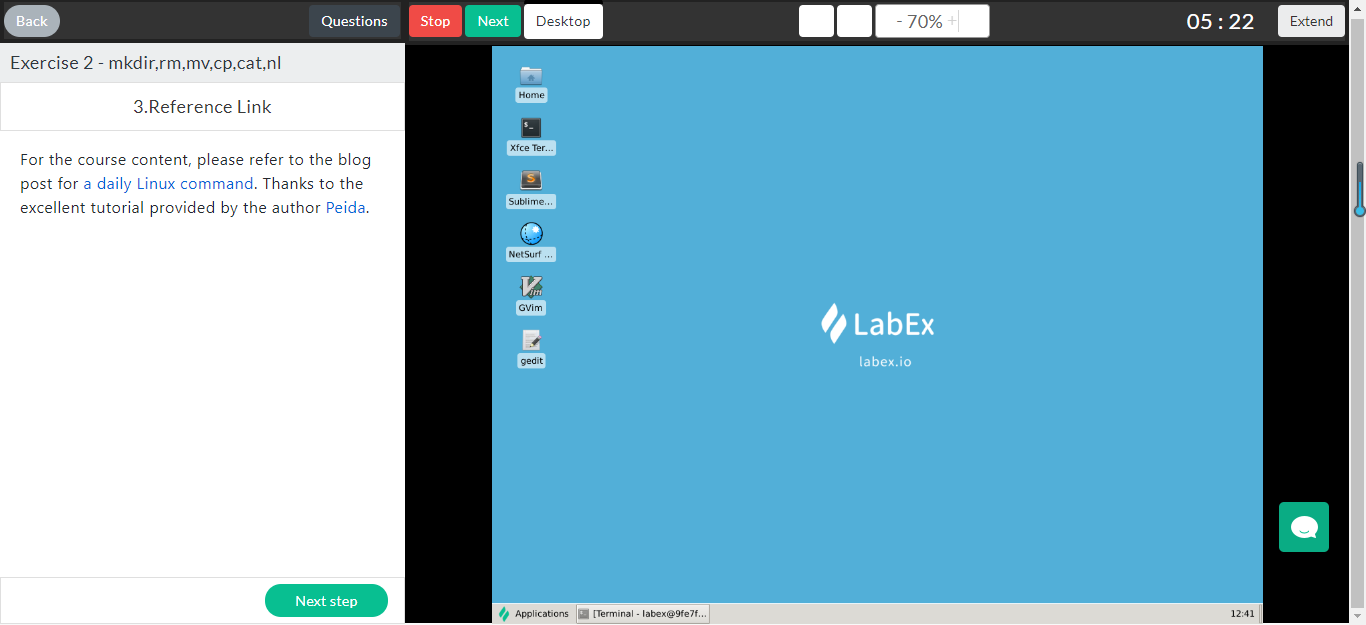 Back
Questions
Stop
Next
Desktop
- 70% +
05 : 22
Extend
Exercise 2 - mkdir,rm,mv,cp,cat,nl
3.Reference Link
For the course content, please refer to the blog
post for a daily Linux command. Thanks to the
excellent tutorial provided by the author Peida.
Next step
Home
$_
Xfce Ter...
S
Sublime...
NetSurf ...
Vim
GVim
gedit
LabEx
labex.io
Applications
[Terminal - labex@9fe7f...
12:41